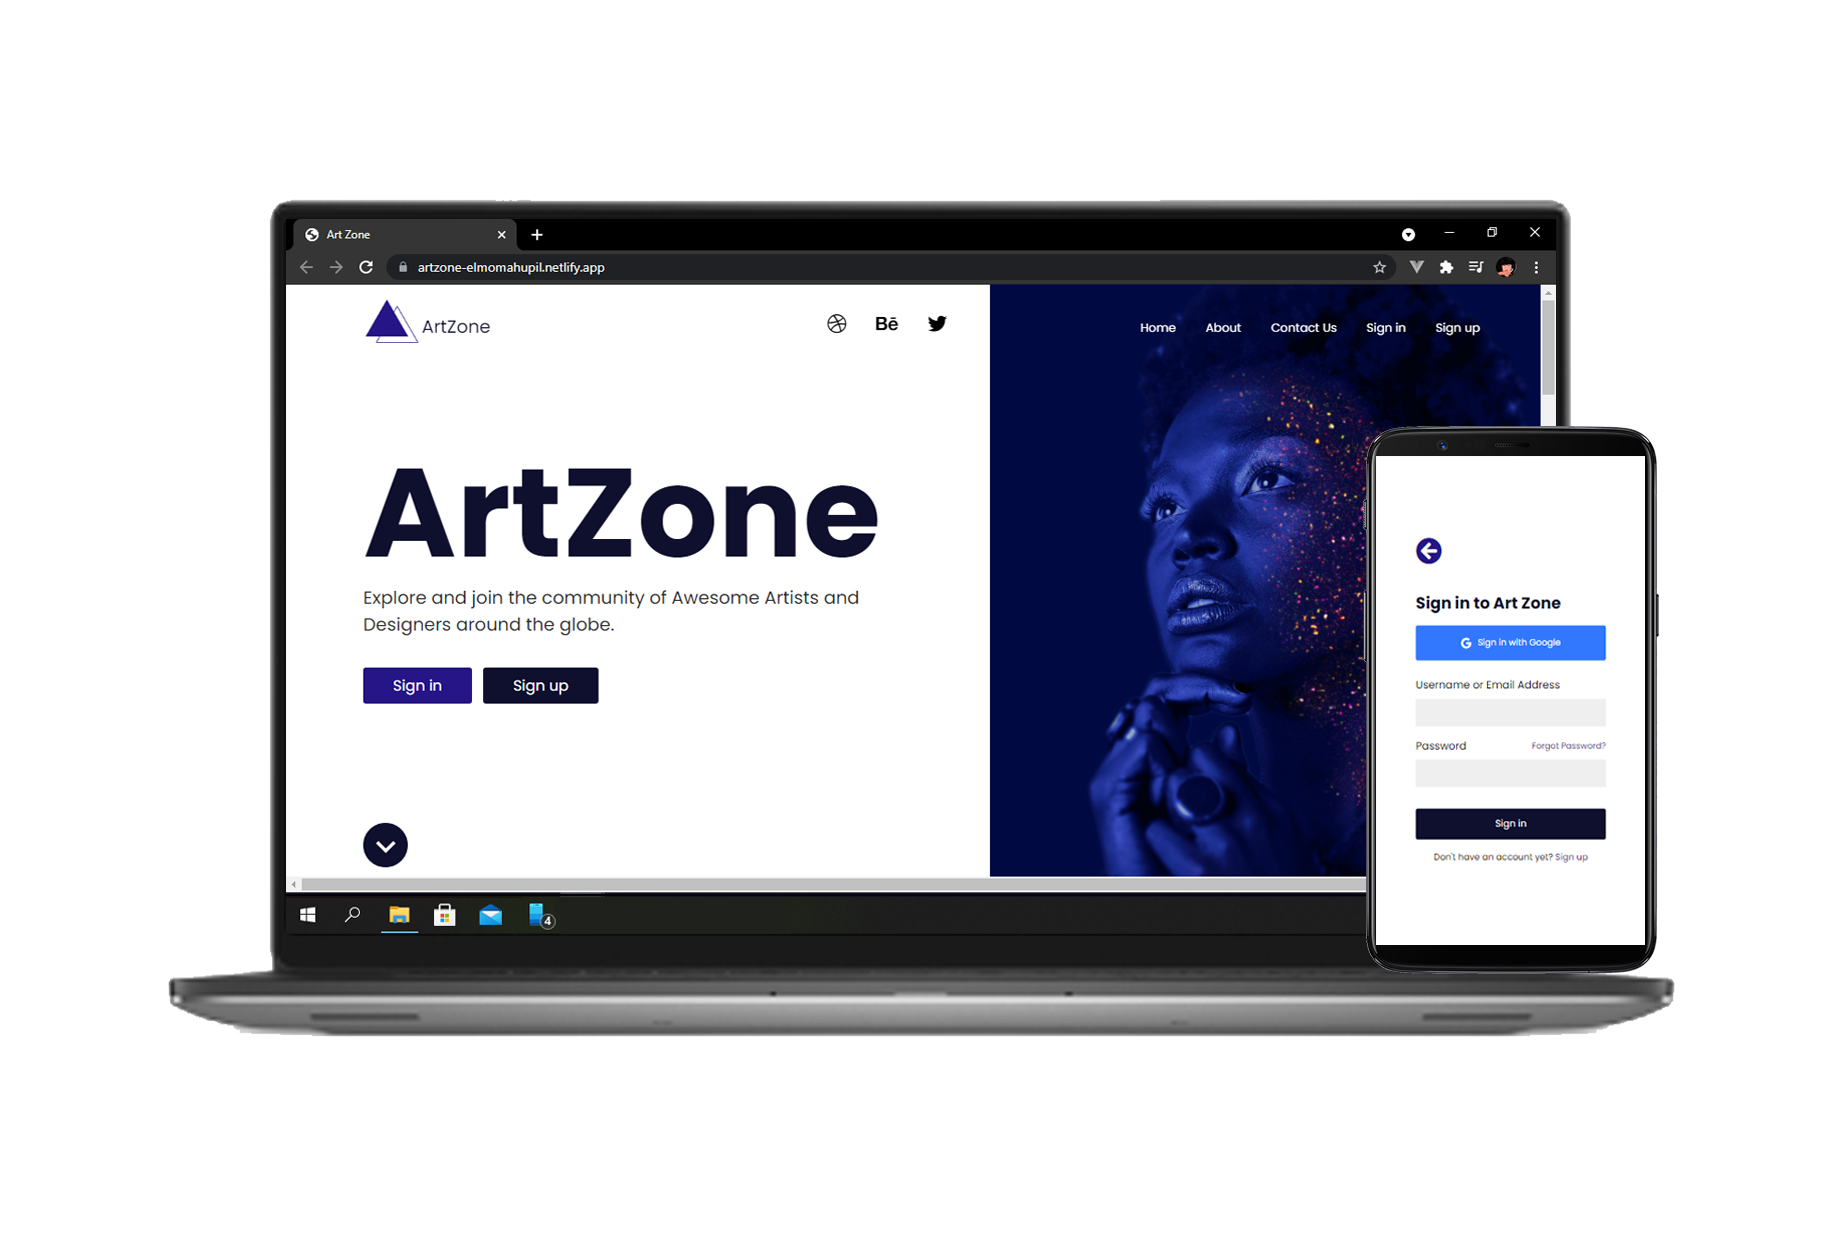 Art Zone
artzone-elmomahupil.netlify.app
ArtZone
Bē
Home About Contact Us Sign in Sign up
ArtZone
Explore and join the community of Awesome Artists and
Designers around the globe.
Sign in Sign up
4
Sign in to Art Zone
G Sign in with Google
Username or Email Address
Password Forgot Password?
Sign in
Don't have an account yet? Sign up